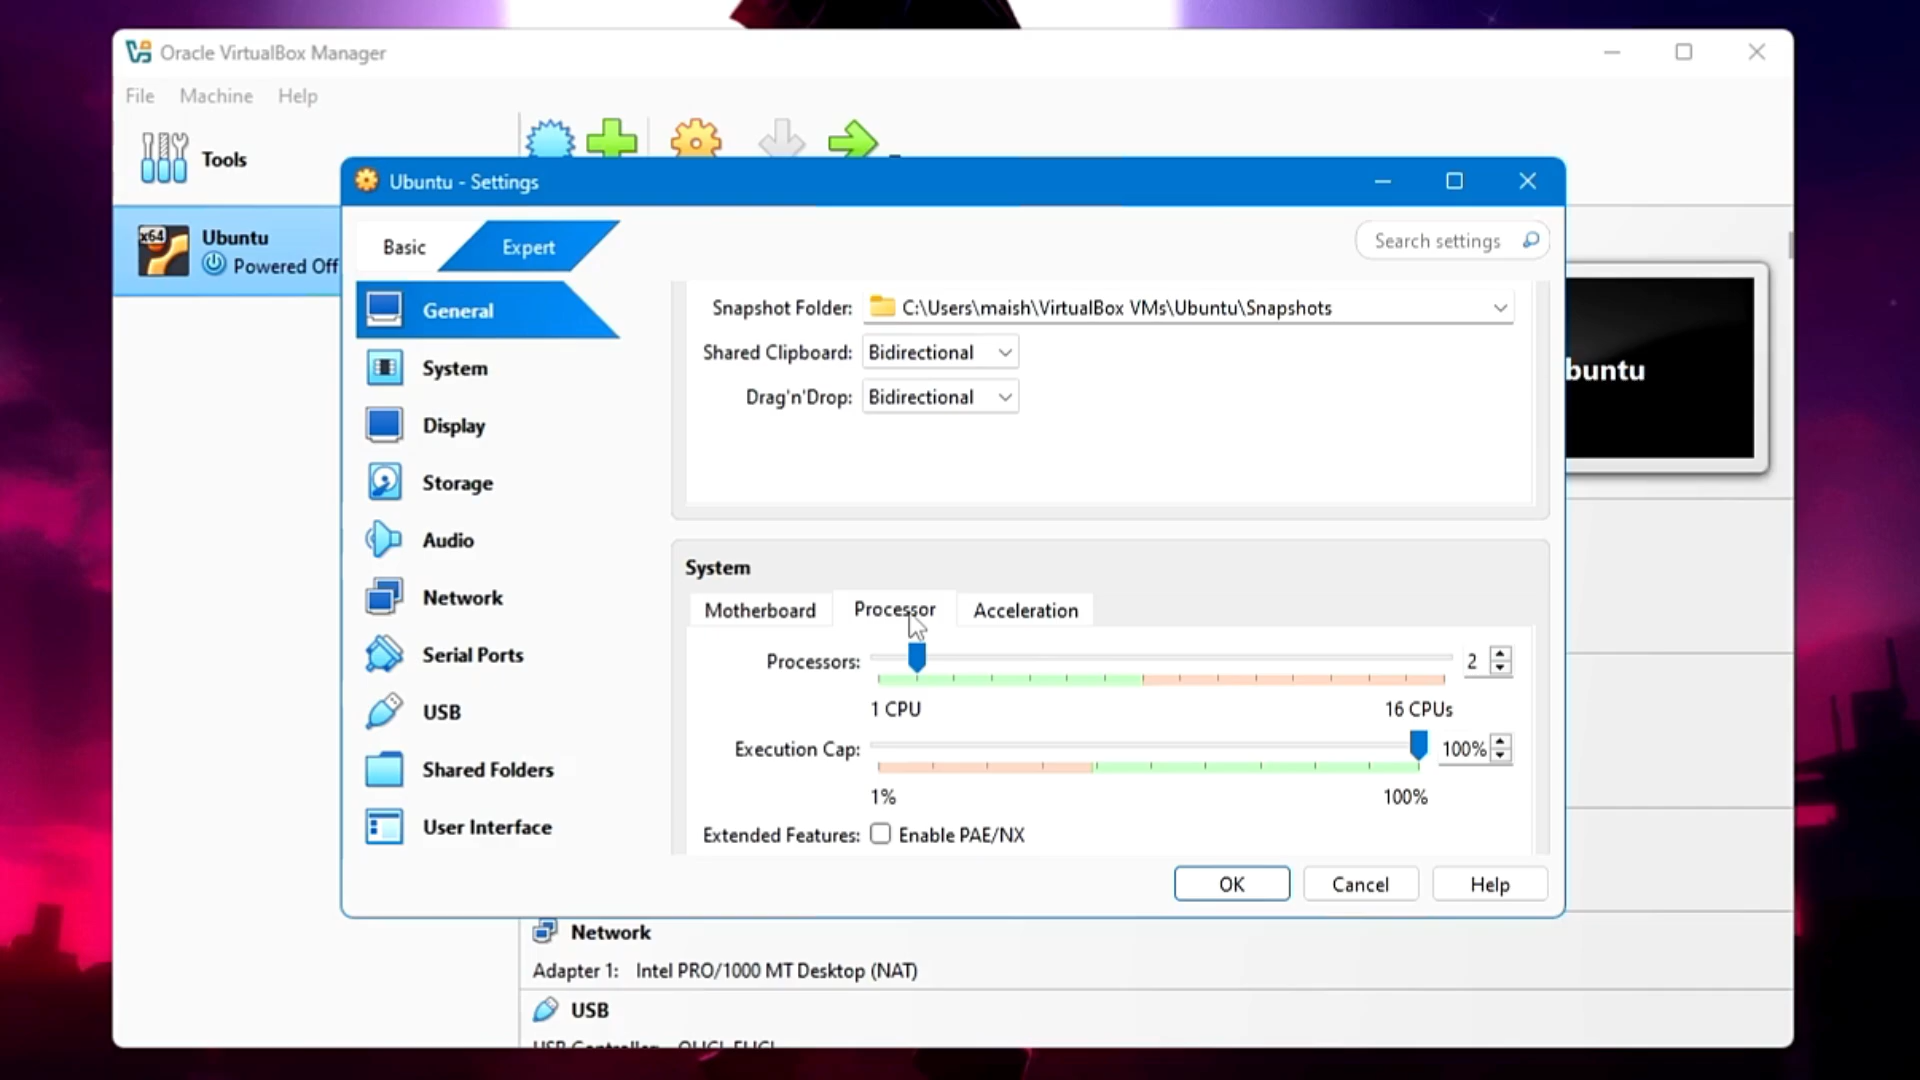 Oracle VirtualBox Manager
File Machine Help
Tools
Ubuntu - Settings
Ubuntu
Powered Off
x64
Basic Expert
Search settings
General
System
Display
Storage
Audio
Network
Serial Ports
USB
Shared Folders
User Interface
Snapshot Folder: C:\Users\maish\VirtualBox VMs\Ubuntu\Snapshots
Shared Clipboard: Bidirectional
Drag'n'Drop: Bidirectional
buntu
System
Motherboard Processor Acceleration
Processors: 2
1 CPU 16 CPUs
Execution Cap: 100%
1% 100%
Extended Features: Enable PAE/NX
OK Cancel Help
Network
Adapter 1: Intel PRO/1000 MT Desktop (NAT)
USB